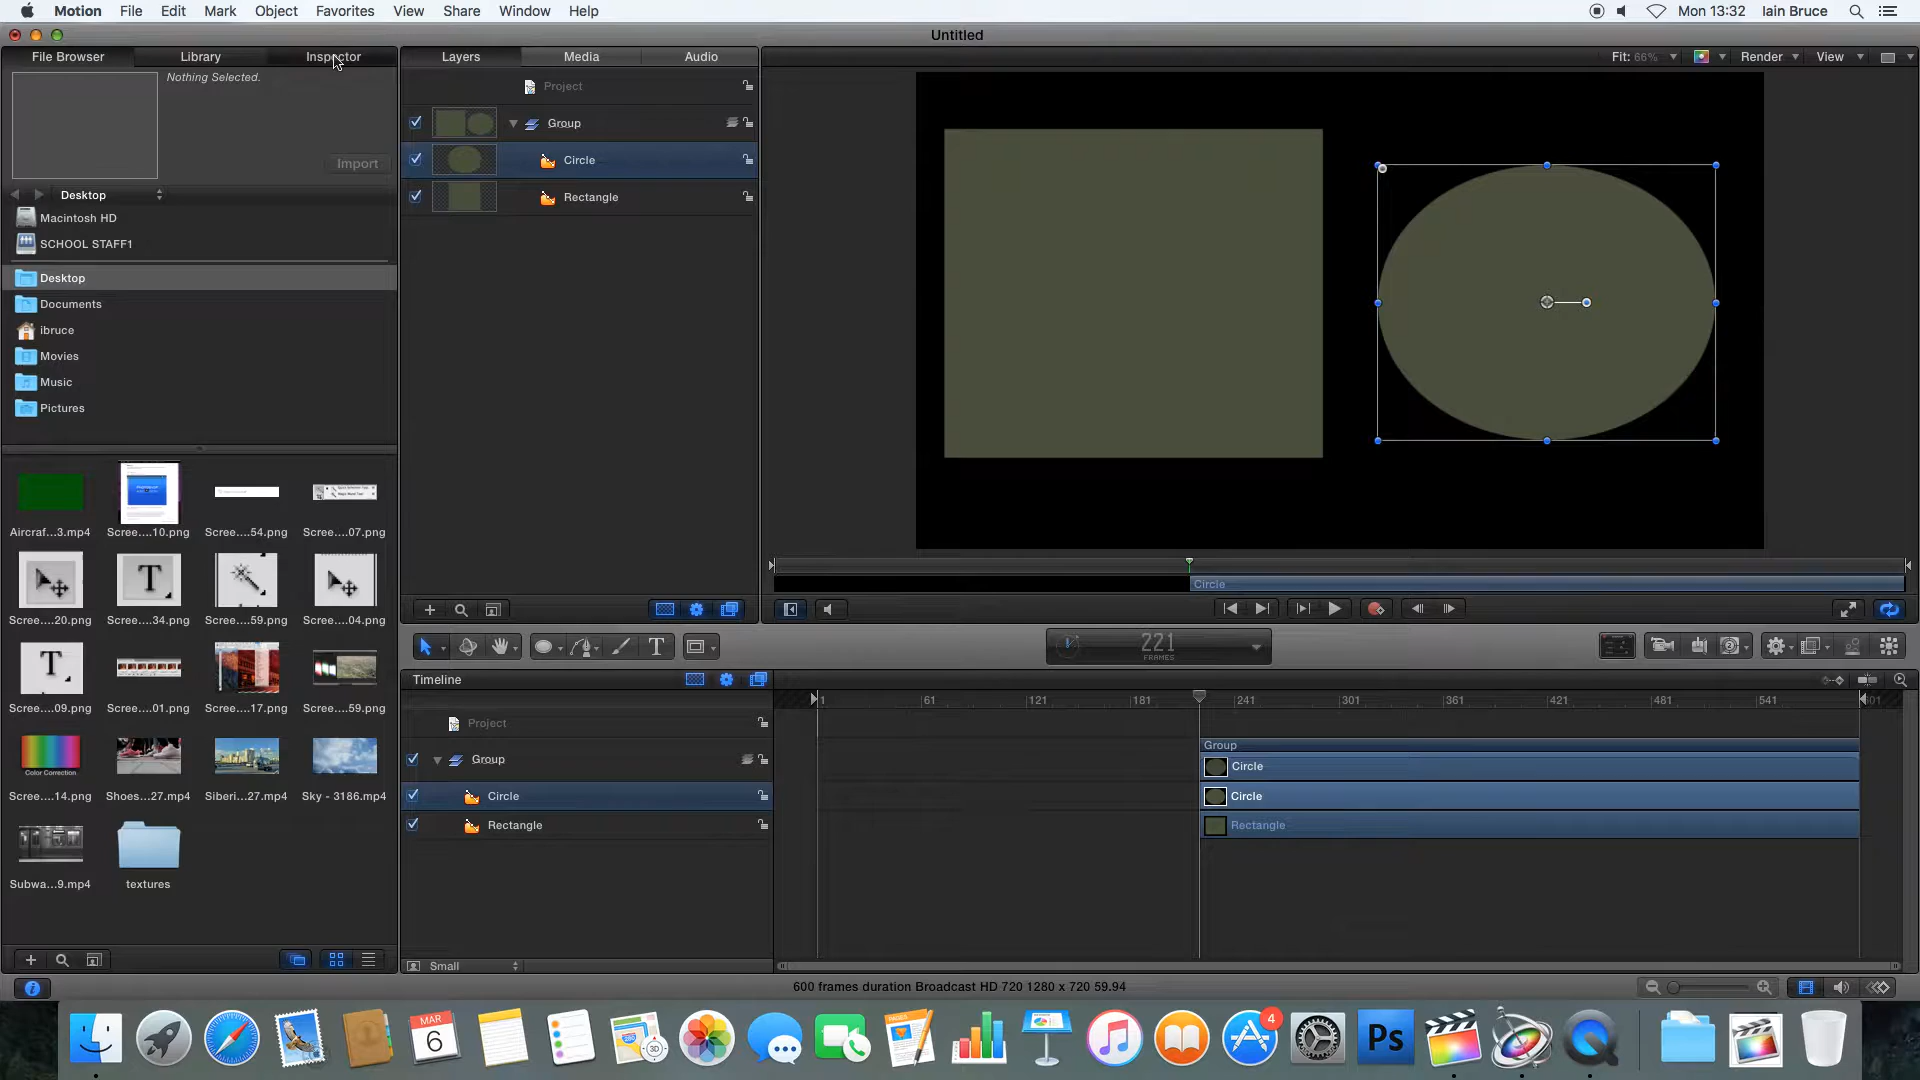 Motion File Edit Mark Object Favorites View Share Window Help Mon 13:32 Iain Bruce
Untitled
File Browser Library Inspector Layers Media Audio Fit: 66% Render View
Nothing Selected.
Import
Desktop
Macintosh HD
SCHOOL STAFF1
Desktop
Documents
ibruce
Movies
Music
Pictures
Aircraf...3.mp4 Scree....10.png Scree....54.png Scree....07.png
Scree....20.png Scree....34.png Scree....59.png Scree....04.png
Scree....09.png Scree....01.png Scree....17.png Scree....59.png
Color Correction
Scree....14.png Shoes...27.mp4 Siberi...27.mp4 Sky - 3186.mp4
Subwa...9.mp4 textures
Project
Group
Circle
Rectangle
Circle
T
221
FRAMES
Timeline
1 61 121 181 241 301 361 421 481 541 601
Project
Group Group
Circle
Circle Circle
Rectangle Rectangle
Small
600 frames duration Broadcast HD 720 1280 x 720 59.94
MAR
6
PAGES
4
Ps